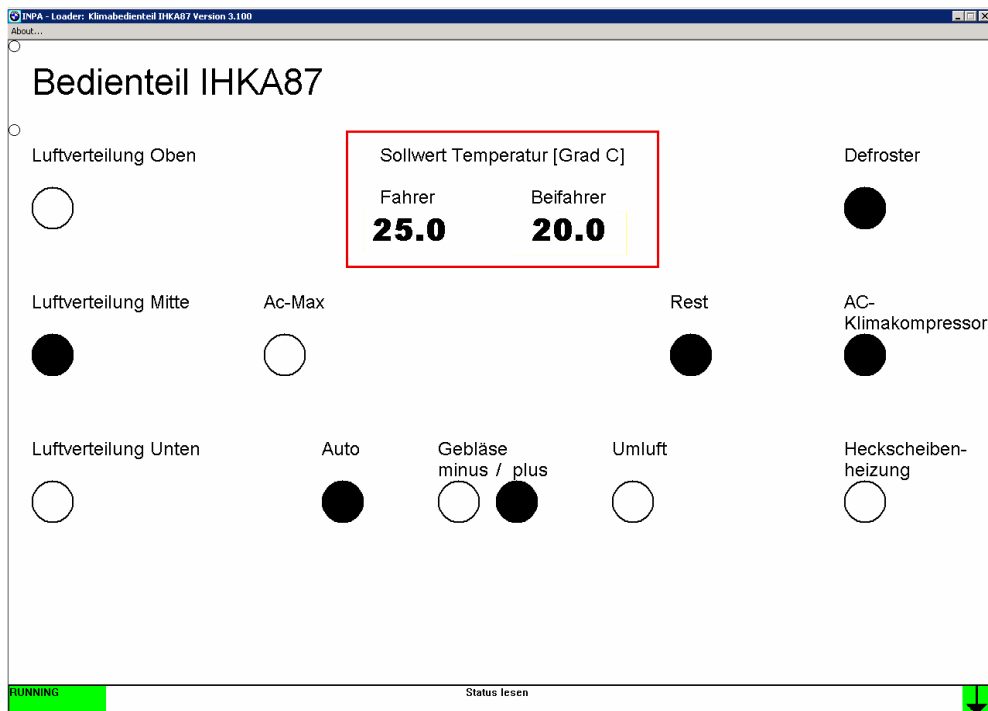 INPA - Loader: Klimabedienteil IHKA87 Version 3.100
About...
Bedienteil IHKA87
Luftverteilung Oben
Sollwert Temperatur [Grad C]
Defroster
Fahrer
Beifahrer
25.0
20.0
Luftverteilung Mitte
Ac-Max
Rest
AC-
Klimakompressor
Luftverteilung Unten
Auto
Gebläse
minus / plus
Umluft
Heckscheiben-
heizung
RUNNING
Status lesen